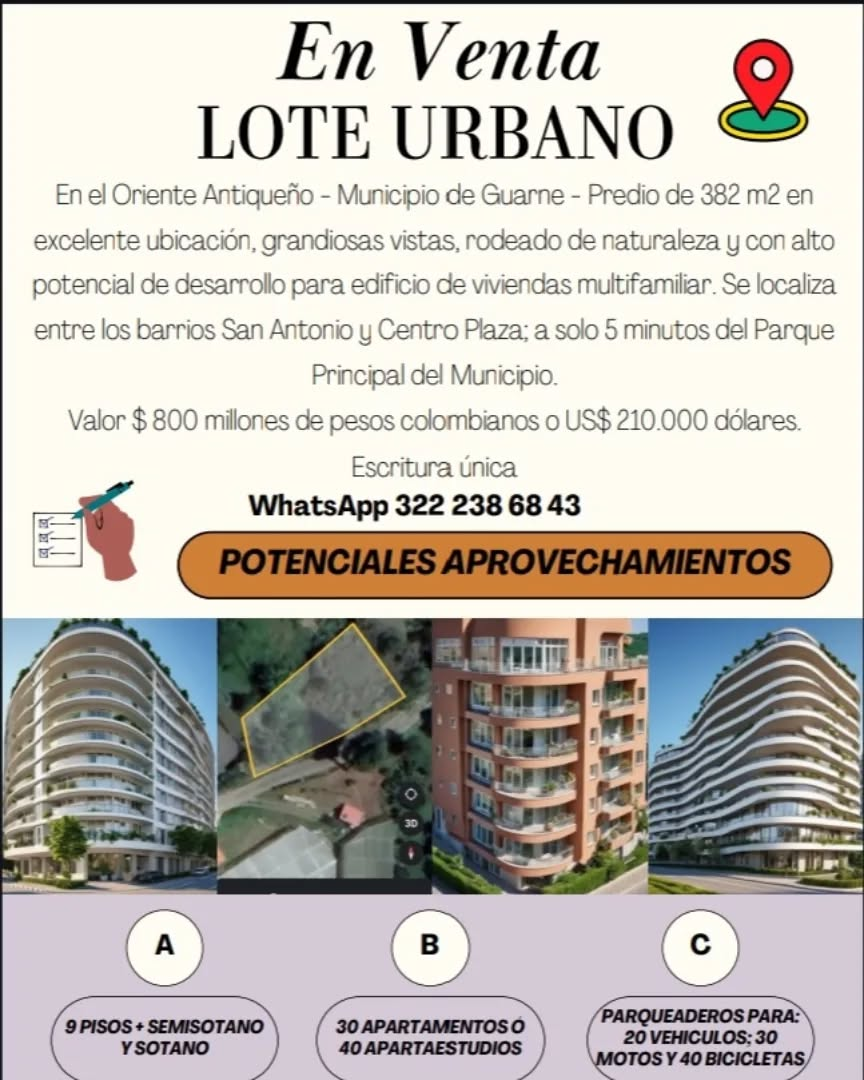 En Venta
LOTE URBANO
En el Oriente Antiqueño - Municipio de Guarne - Predio de 382 m2 en
excelente ubicación, grandiosas vistas, rodeado de naturaleza y con alto
potencial de desarrollo para edificio de viviendas multifamiliar. Se localiza
entre los barrios San Antonio y Centro Plaza; a solo 5 minutos del Parque
Principal del Municipio.
Valor $ 800 millones de pesos colombianos o US$ 210.000 dólares.
Escritura única
WhatsApp 322 238 68 43
POTENCIALES APROVECHAMIENTOS
3D
A
B
C
9 PISOS + SEMISOTANO
Y SOTANO
30 APARTAMENTOS Ó
40 APARTAESTUDIOS
PARQUEADEROS PARA:
20 VEHICULOS; 30
MOTOS Y 40 BICICLETAS